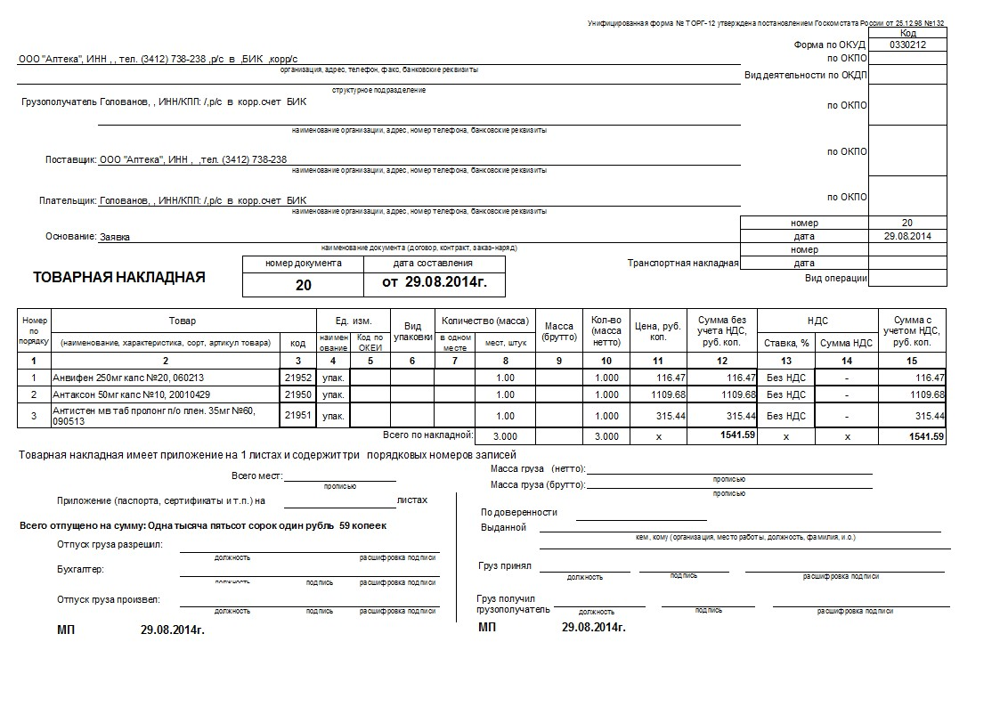 Унифицированная форма № ТОРГ-12 утверждена постановлением Госкомстата России от 25.12.98 №132
Код
Форма по ОКУД 0330212
ООО "Аптека", ИНН , , тел. (3412) 738-238 ,р/с в ,БИК ,корр/с по ОКПО
организация, адрес, телефон, факс, банковские реквизиты
Вид деятельности по ОКДП
структурное подразделение
Грузополучатель Голованов, , ИНН/КПП: /,р/с в корр.счет БИК по ОКПО
наименование организации, адрес, номер телефона, банковские реквизиты
по ОКПО
Поставщик: ООО "Аптека", ИНН , ,тел. (3412) 738-238
наименование организации, адрес, номер телефона, банковские реквизиты
Плательщик: Голованов, , ИНН/КПП: /,р/с в корр.счет БИК по ОКПО
наименование организации, адрес, номер телефона, банковские реквизиты
номер 20
Основание: Заявка дата 29.08.2014
наименование документа (договор, контракт, заказ-наряд) номер
номер документа дата составления Транспортная накладная дата
ТОВАРНАЯ НАКЛАДНАЯ 20 от 29.08.2014г. Вид операции
Номер по порядку Товар Ед. изм. Вид упаковки Количество (масса) Масса (брутто) Кол-во (масса нетто) Цена, руб. коп. Сумма без учета НДС, руб. коп. НДС Сумма с учетом НДС, руб. коп.
(наименование, характеристика, сорт, артикул товара) код наимен ование Код по ОКЕИ в одном месте мест, штук Ставка, % Сумма НДС
1 2 3 4 5 6 7 8 9 10 11 12 13 14 15
1 Анвифен 250мг капс №20, 060213 21952 упак. 1.00 1.000 116.47 116.47 Без НДС - 116.47
2 Антаксон 50мг капс №10, 20010429 21950 упак. 1.00 1.000 1109.68 1109.68 Без НДС - 1109.68
3 Антистен мв таб пролонг п/о плен. 35мг №60, 090513 21951 упак. 1.00 1.000 315.44 315.44 Без НДС - 315.44
Всего по накладной: 3.000 3.000 x 1541.59 x x 1541.59
Товарная накладная имеет приложение на 1 листах и содержит три порядковых номеров записей
Масса груза (нетто):
Всего мест:
прописью
прописью
Масса груза (брутто):
прописью
Приложение (паспорта, сертификаты и т.п.) на листах
По доверенности
Всего отпущено на сумму: Одна тысяча пятьсот сорок один рубль 59 копеек
Выданной
кем, кому (организация, место работы, должность, фамилия, и.о.)
Отпуск груза разрешил:
должность расшифровка подписи
Бухгалтер:
должность подпись расшифровка подписи
Груз принял
должность подпись расшифровка подписи
Отпуск груза произвел:
должность подпись расшифровка подписи
Груз получил
грузополучатель
должность подпись расшифровка подписи
МП 29.08.2014г.
МП 29.08.2014г.